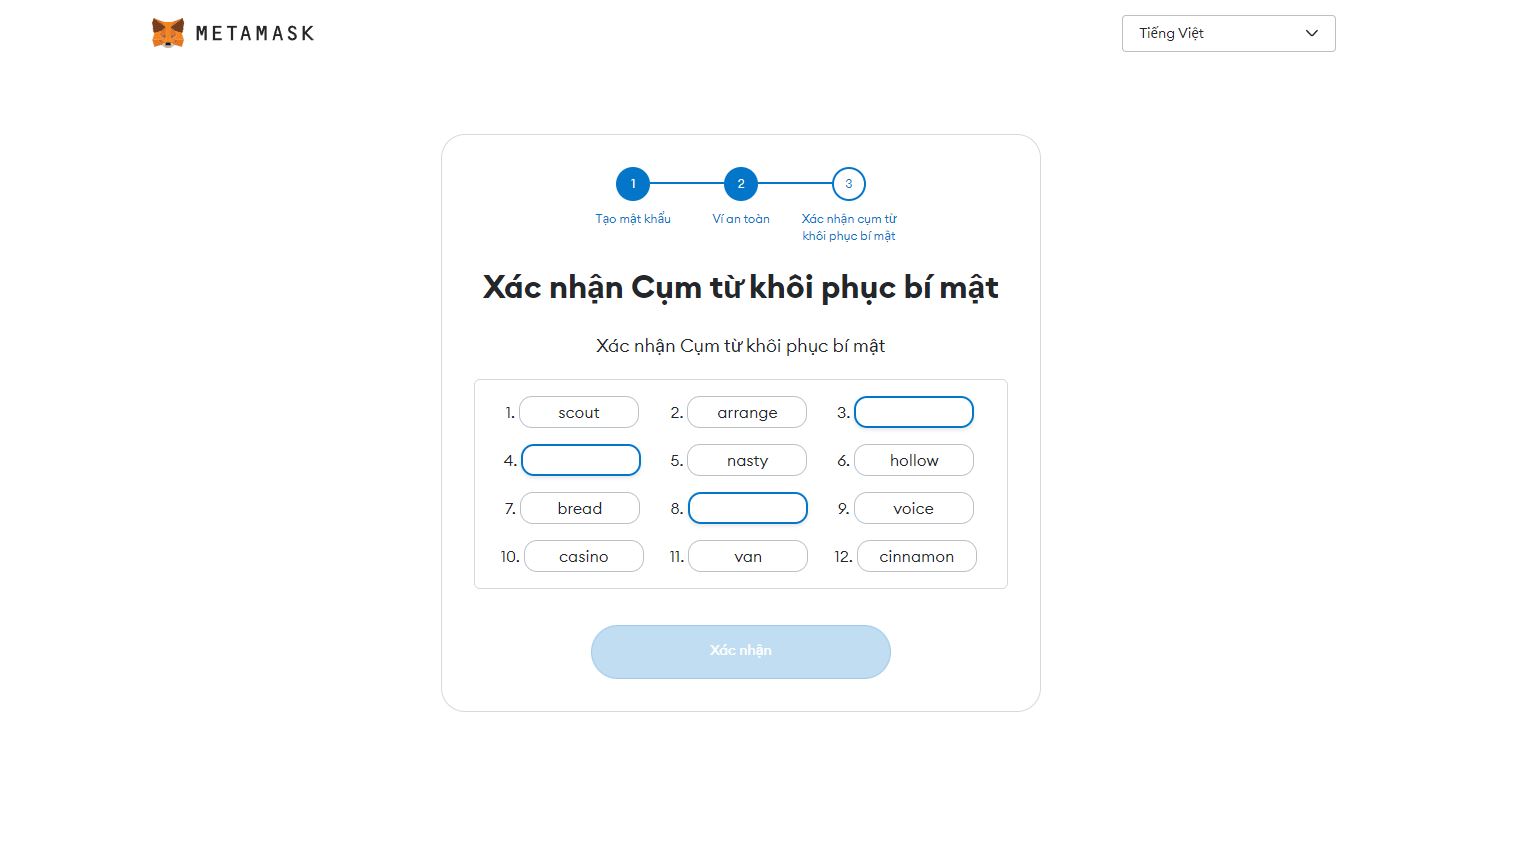 METAMASK
Tiếng Việt
1
2
3
Tạo mật khẩu
Ví an toàn
Xác nhận cụm từ
khôi phục bí mật
Xác nhận Cụm từ khôi phục bí mật
Xác nhận Cụm từ khôi phục bí mật
1. scout 2. arrange 3.
4. 5. nasty 6. hollow
7. bread 8. 9. voice
10. casino 11. van 12. cinnamon
Xác nhận